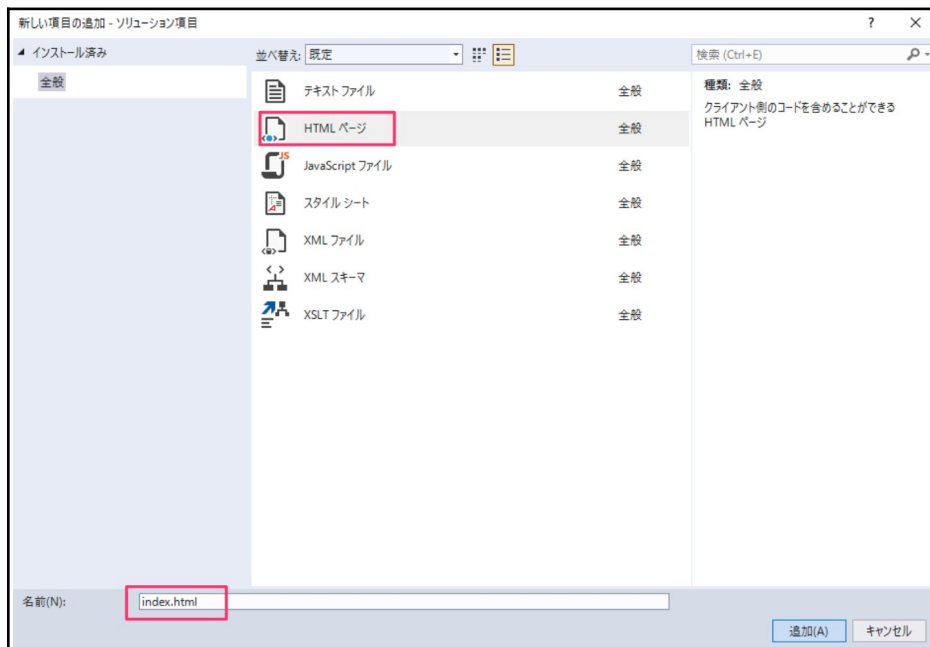 新しい項目の追加 - ソリューション項目
? ×
インストール済み
全般
並べ替え: 既定
検索 (Ctrl+E)
テキスト ファイル 全般
HTML ページ 全般
JS JavaScript ファイル 全般
スタイル シート 全般
XML ファイル 全般
XML スキーマ 全般
XSLT ファイル 全般
種類: 全般
クライアント側のコードを含めることができる
HTML ページ
名前(N): index.html
追加(A) キャンセル